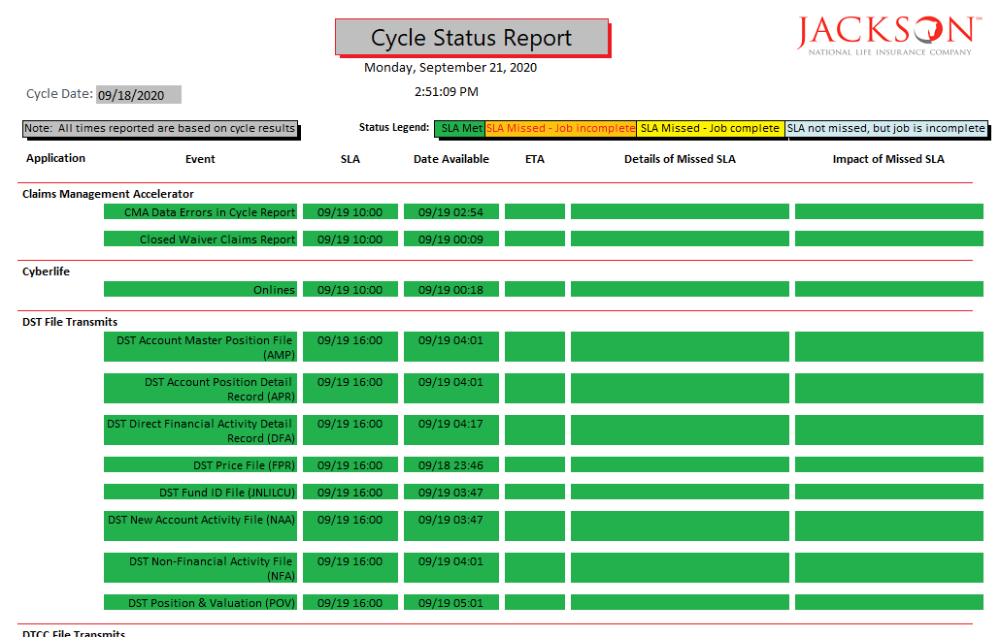 Cycle Status Report
JACKSON℠
NATIONAL LIFE INSURANCE COMPANY
Monday, September 21, 2020
Cycle Date: 09/18/2020
2:51:09 PM
Note:  All times reported are based on cycle results
Status Legend: SLA Met SLA Missed - Job incomplete SLA Missed - Job complete SLA not missed, but job is incomplete
Application Event SLA Date Available ETA Details of Missed SLA Impact of Missed SLA
Claims Management Accelerator
CMA Data Errors in Cycle Report 09/19 10:00 09/19 02:54
Closed Waiver Claims Report 09/19 10:00 09/19 00:09
Cyberlife
Onlines 09/19 10:00 09/19 00:18
DST File Transmits
DST Account Master Position File 09/19 16:00 09/19 04:01
(AMP)
DST Account Position Detail 09/19 16:00 09/19 04:01
Record (APR)
DST Direct Financial Activity Detail 09/19 16:00 09/19 04:17
Record (DFA)
DST Price File (FPR) 09/19 16:00 09/18 23:46
DST Fund ID File (JNLILCU) 09/19 16:00 09/19 03:47
DST New Account Activity File (NAA) 09/19 16:00 09/19 03:47
DST Non-Financial Activity File 09/19 16:00 09/19 04:01
(NFA)
DST Position & Valuation (POV) 09/19 16:00 09/19 05:01
DTCC File Transmits